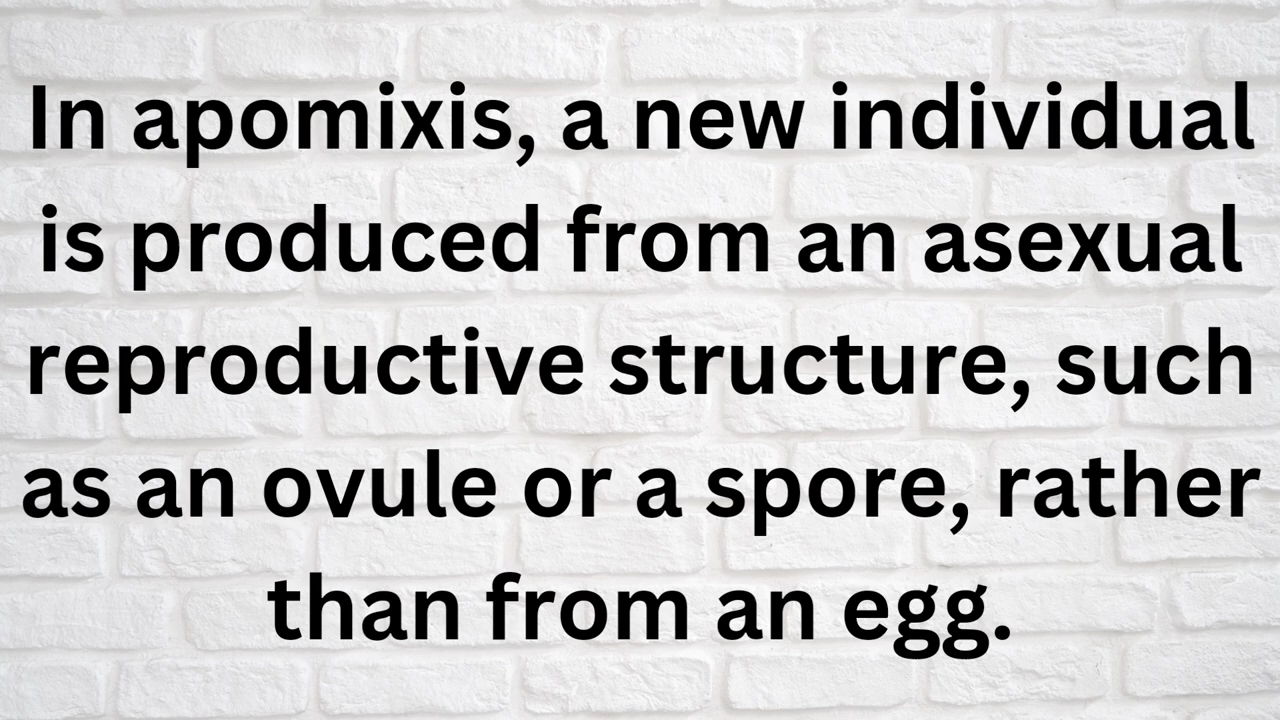 In apomixis, a new individual
is produced from an asexual
reproductive structure, such
as an ovule or a spore, rather
than from an egg.